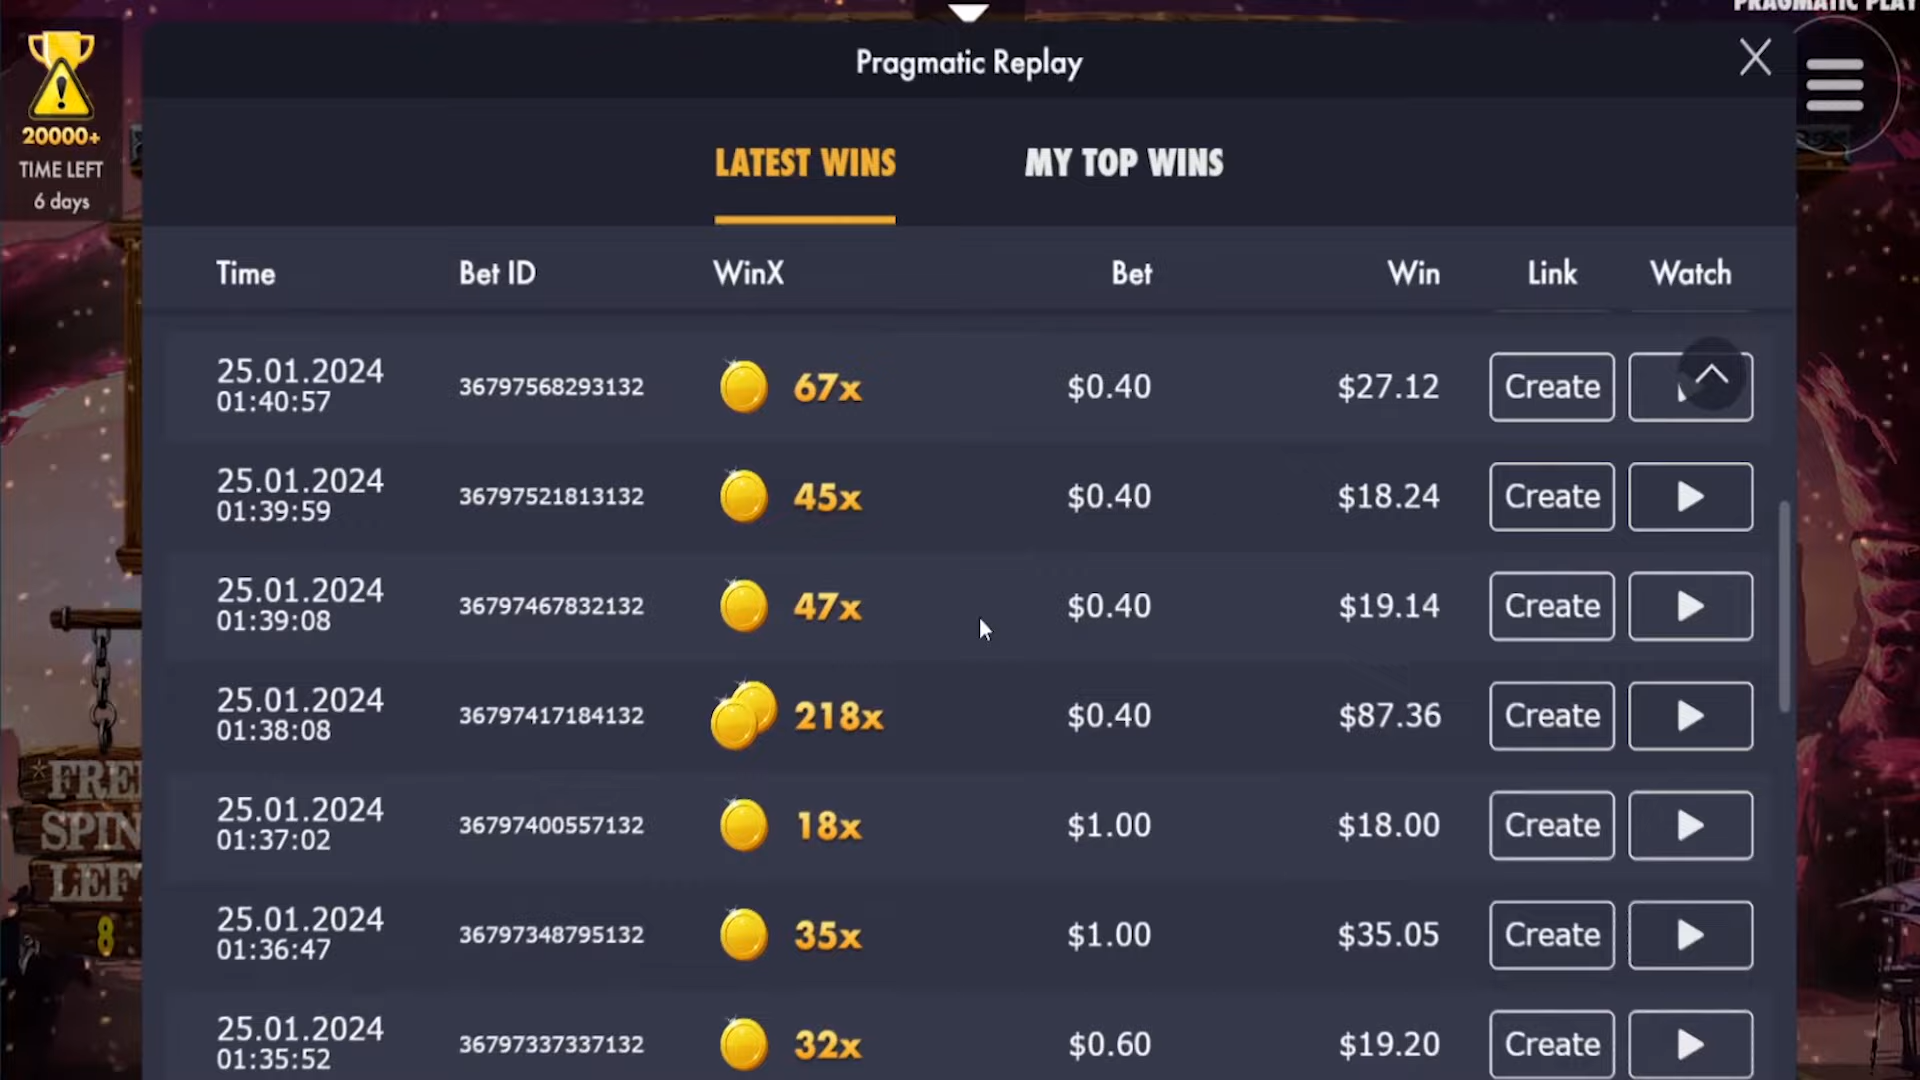 PRAGMATIC PLAY
Pragmatic Replay
20000+
TIME LEFT
6 days
LATEST WINS MY TOP WINS
Time Bet ID WinX Bet Win Link Watch
25.01.2024
01:40:57
36797568293132 67x $0.40 $27.12 Create
25.01.2024
01:39:59
36797521813132 45x $0.40 $18.24 Create
25.01.2024
01:39:08
36797467832132 47x $0.40 $19.14 Create
25.01.2024
01:38:08
36797417184132 218x $0.40 $87.36 Create
25.01.2024
01:37:02
36797400557132 18x $1.00 $18.00 Create
25.01.2024
01:36:47
36797348795132 35x $1.00 $35.05 Create
25.01.2024
01:35:52
36797337337132 32x $0.60 $19.20 Create
FREE
SPIN
LEFT
8